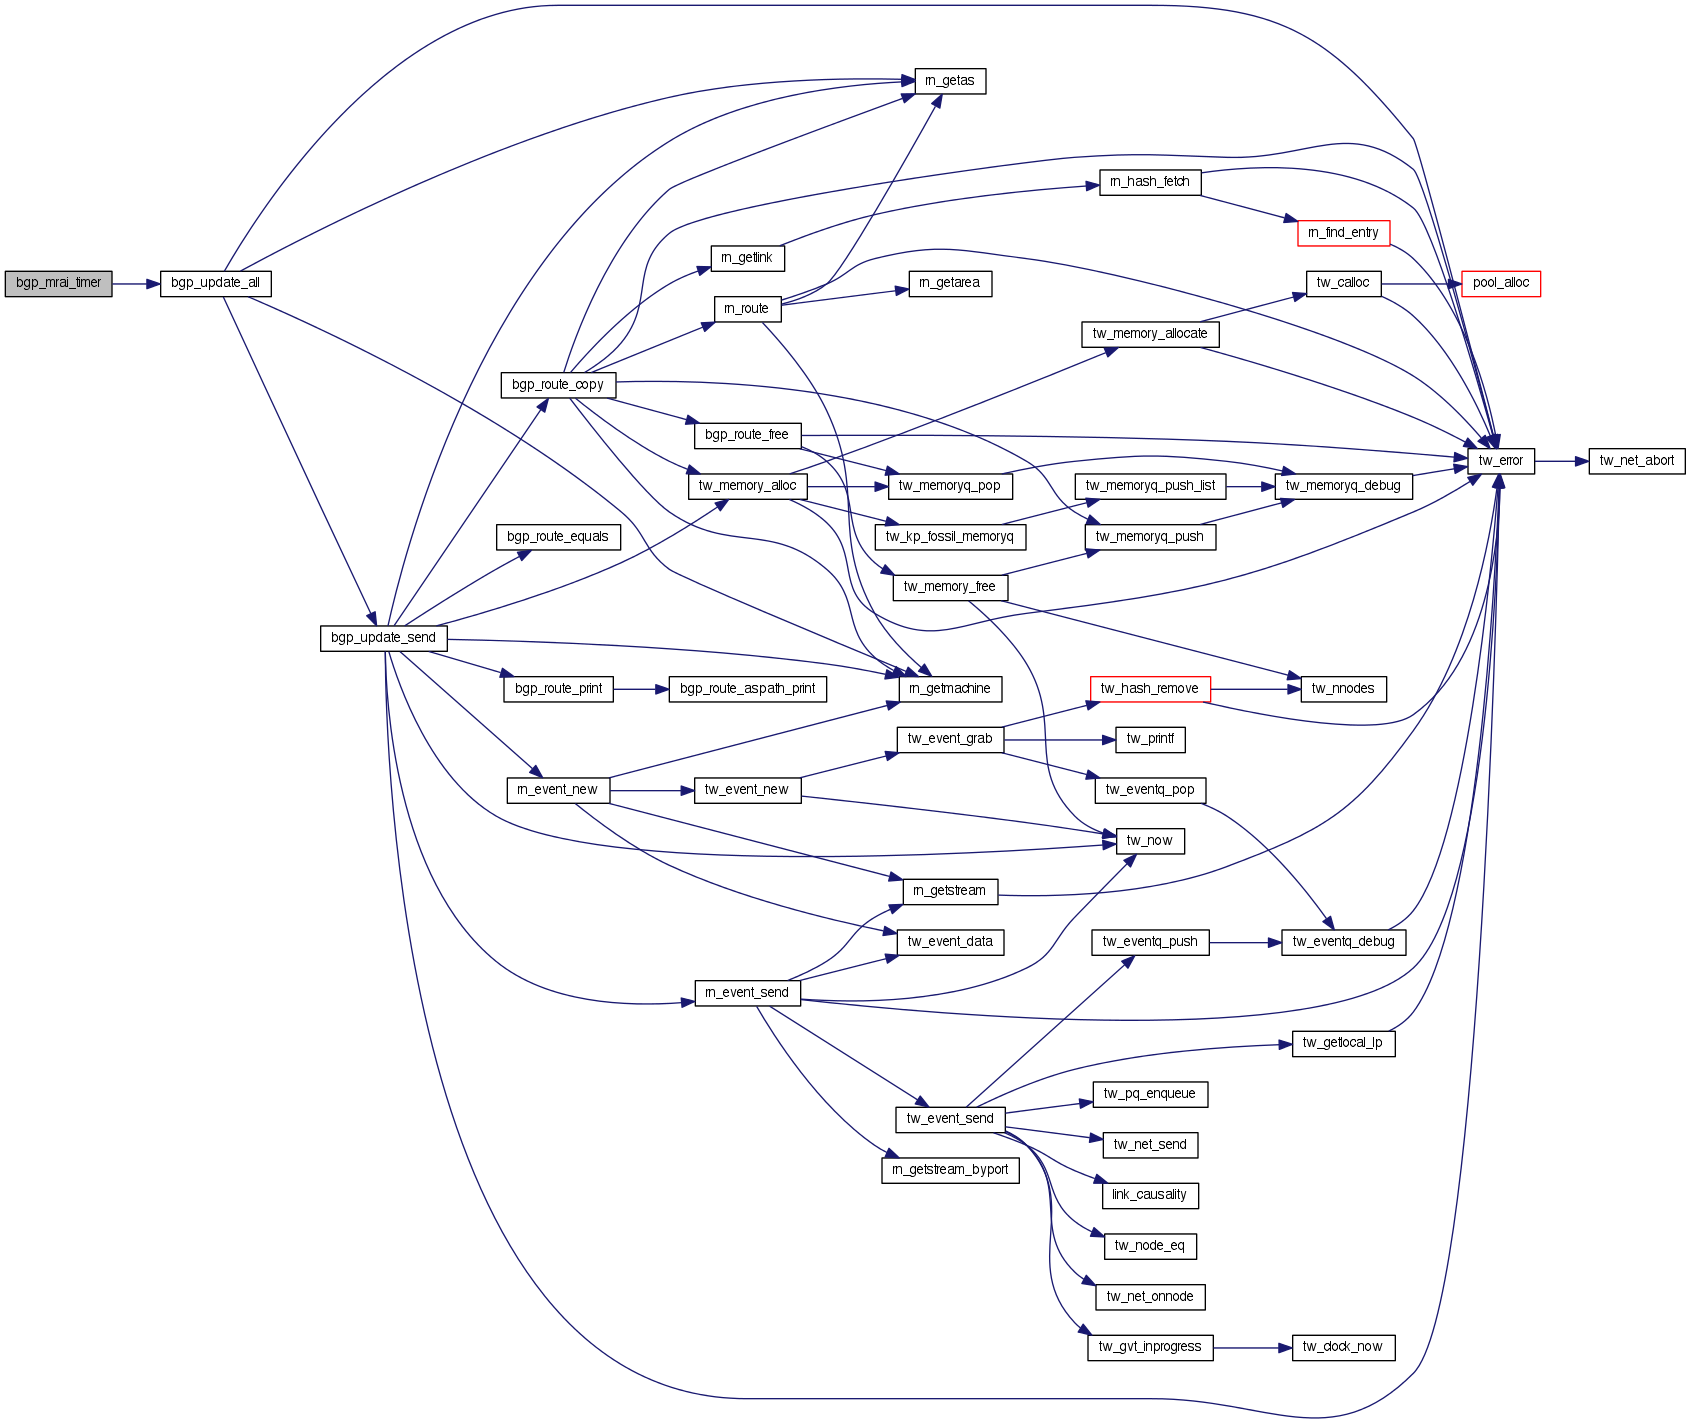 rn_getas
rn_hash_fetch
rn_find_entry
rn_getlink
bgp_mrai_timer
bgp_update_all
rn_getarea
tw_calloc
pool_alloc
rn_route
tw_memory_allocate
bgp_route_copy
bgp_route_free
tw_error
tw_net_abort
tw_memory_alloc
tw_memoryq_pop
tw_memoryq_push_list
tw_memoryq_debug
bgp_route_equals
tw_kp_fossil_memoryq
tw_memoryq_push
tw_memory_free
bgp_update_send
bgp_route_print
bgp_route_aspath_print
rn_getmachine
tw_hash_remove
tw_nnodes
tw_event_grab
tw_printf
rn_event_new
tw_event_new
tw_eventq_pop
tw_now
rn_getstream
tw_event_data
tw_eventq_push
tw_eventq_debug
rn_event_send
tw_getlocal_lp
tw_pq_enqueue
tw_event_send
tw_net_send
rn_getstream_byport
link_causality
tw_node_eq
tw_net_onnode
tw_gvt_inprogress
tw_clock_now